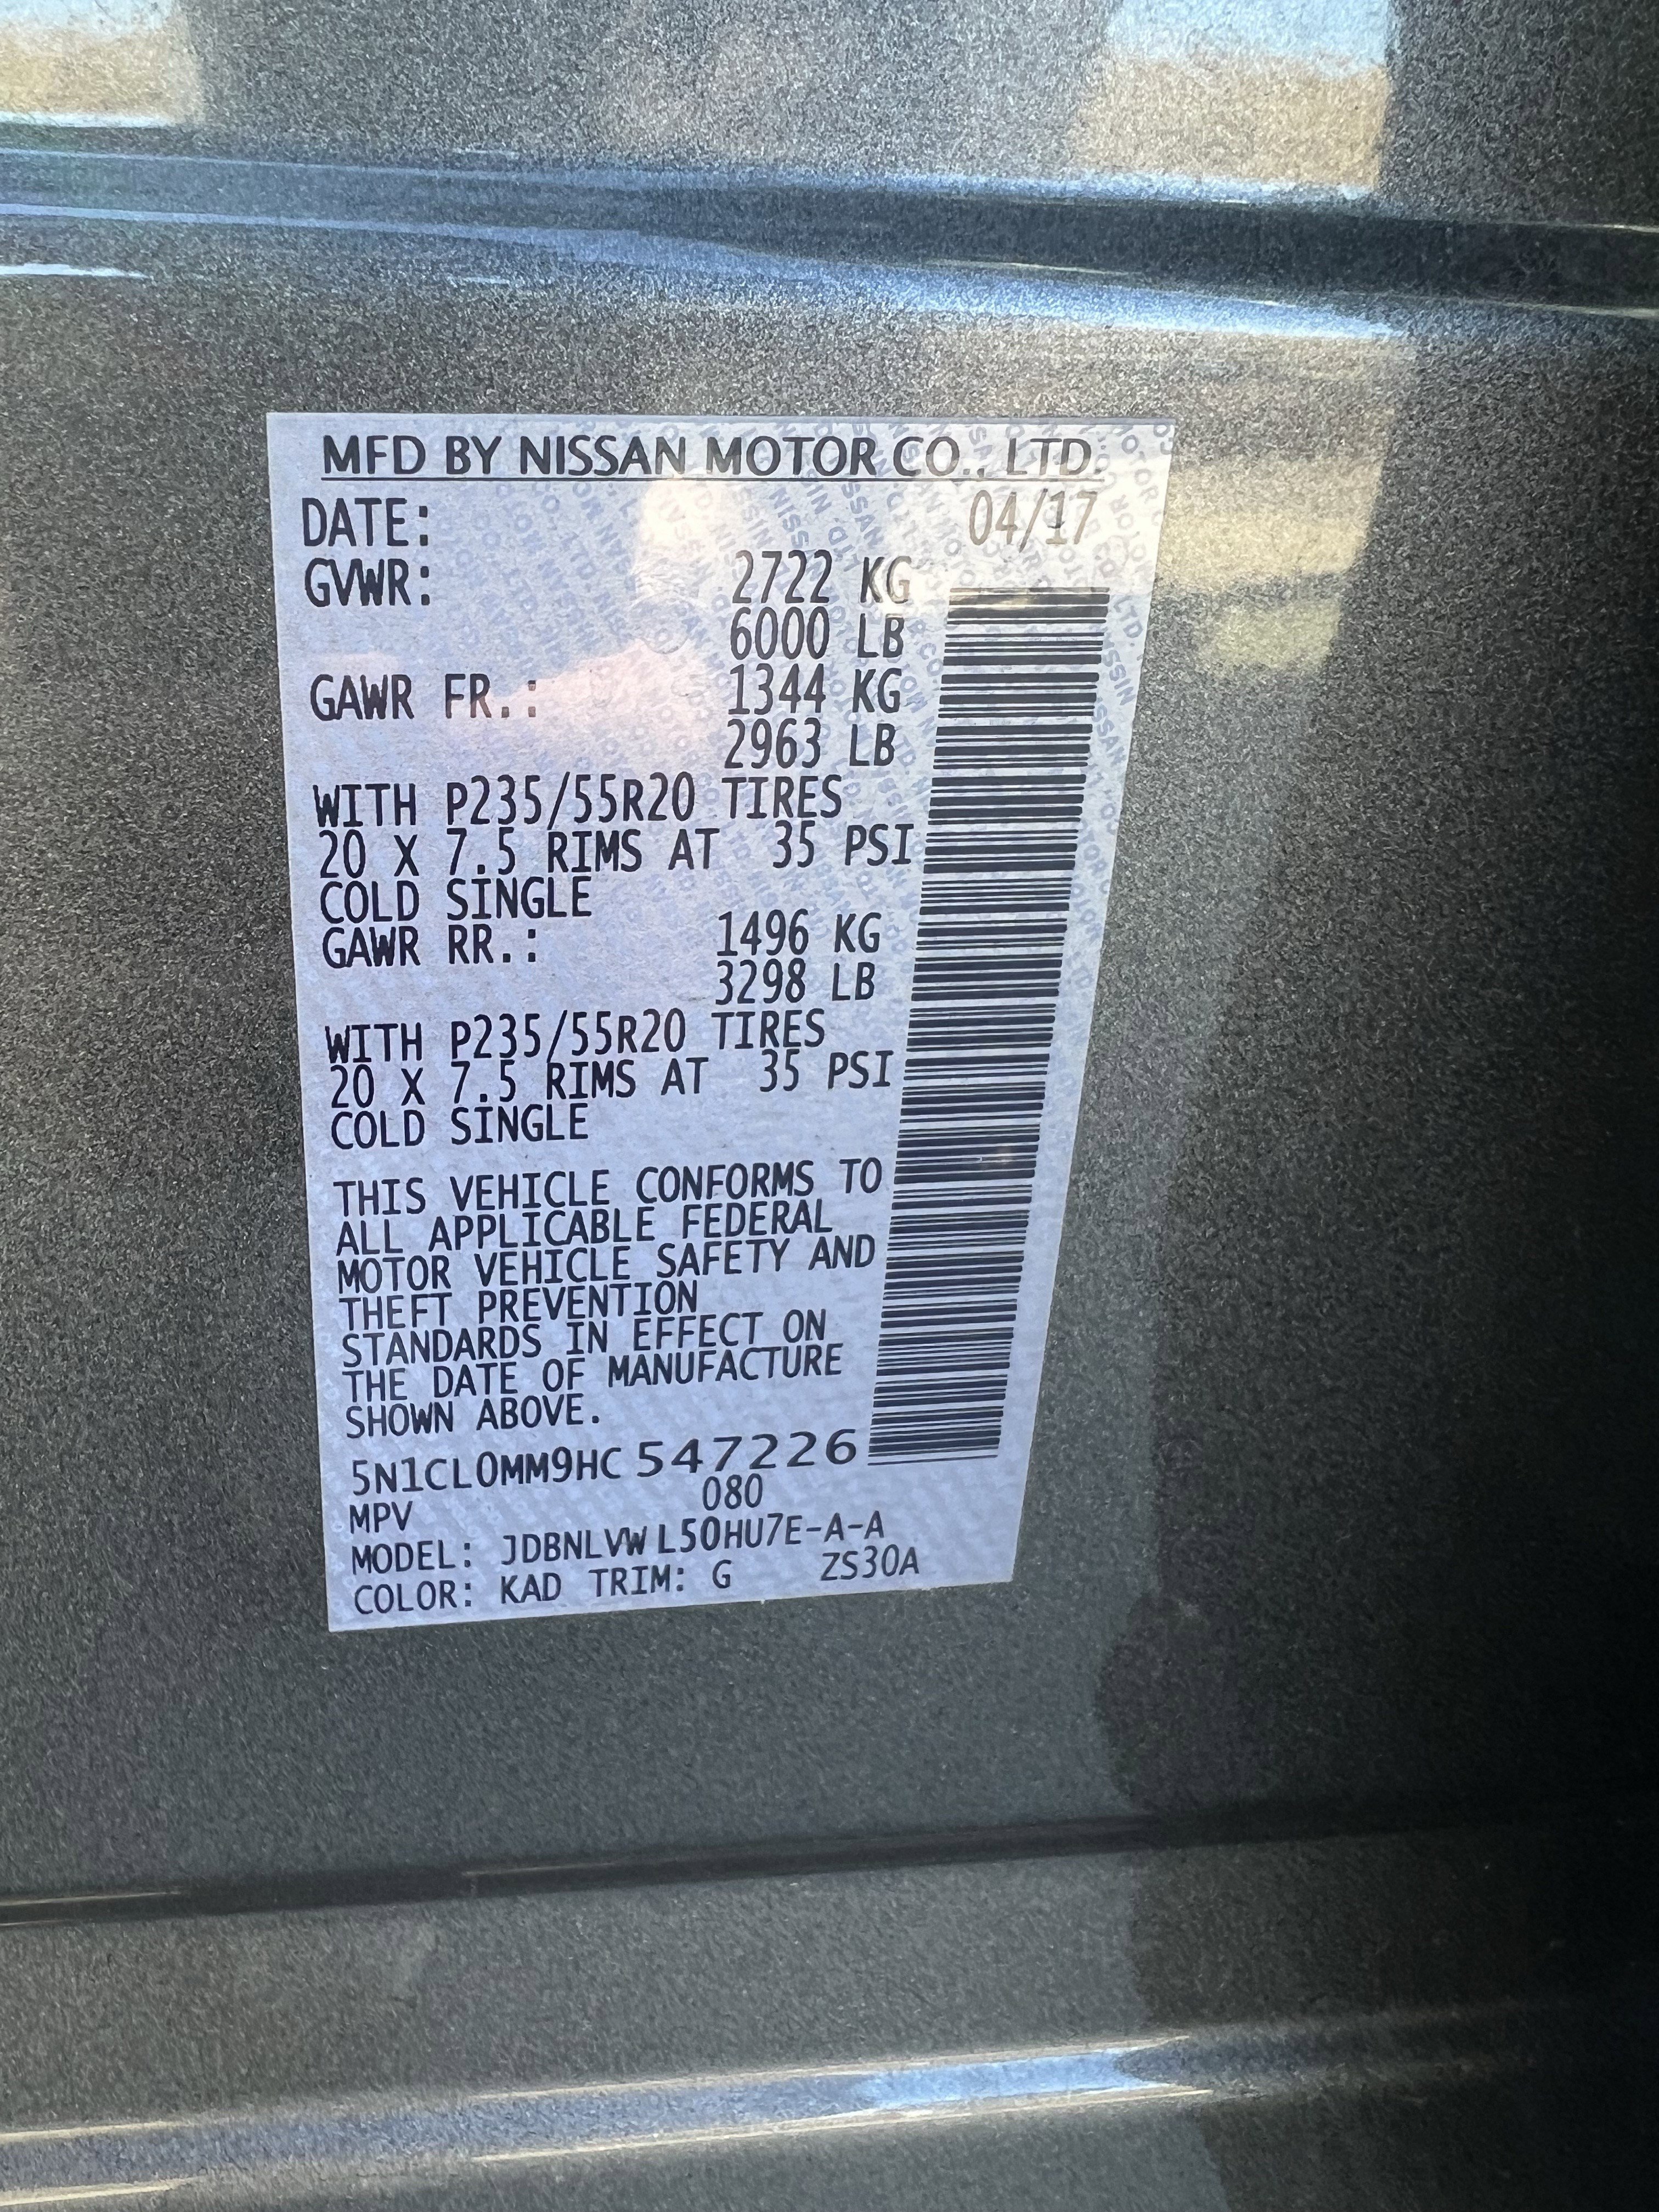 MFD BY NISSAN MOTOR CO., LTD.
DATE: 04/17
GVWR: 2722 KG
6000 LB
GAWR FR.: 1344 KG
2963 LB
WITH P235/55R20 TIRES
20 X 7.5 RIMS AT 35 PSI
COLD SINGLE
GAWR RR.: 1496 KG
3298 LB
WITH P235/55R20 TIRES
20 X 7.5 RIMS AT 35 PSI
COLD SINGLE
THIS VEHICLE CONFORMS TO
ALL APPLICABLE FEDERAL
MOTOR VEHICLE SAFETY AND
THEFT PREVENTION
STANDARDS IN EFFECT ON
THE DATE OF MANUFACTURE
SHOWN ABOVE.
5N1CL0MM9HC 547226
MPV 080
MODEL: JDBNLVW L50HU7E-A-A
COLOR: KAD TRIM: G ZS30A